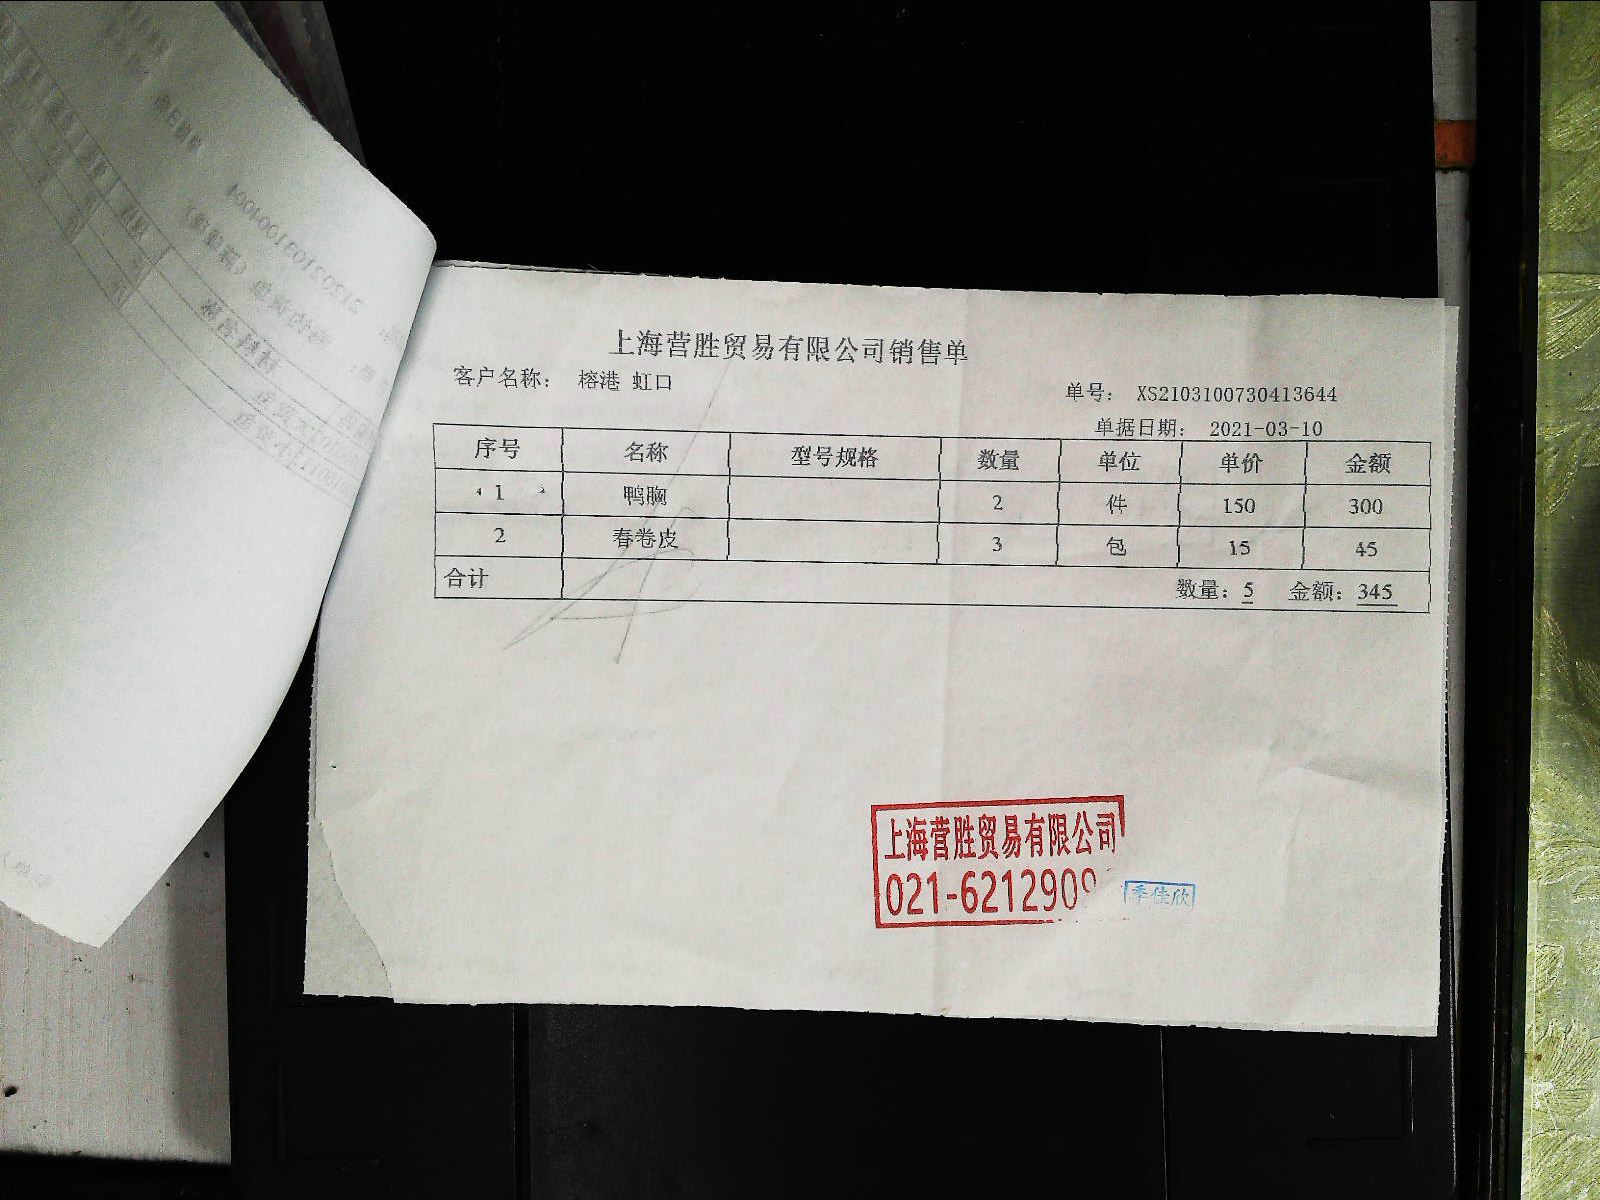 上海营胜贸易有限公司销售单
客户名称： 榕港 虹口
单号： XS2103100730413644
单据日期： 2021-03-10
序号 名称 型号规格 数量 单位 单价 金额
1 鸭胸 2 件 150 300
2 春卷皮 3 包 15 45
合计 数量：5 金额：345
上海营胜贸易有限公司
021-6212909
季佳欣